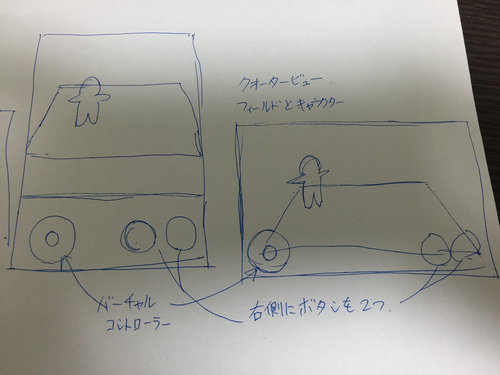 クォータービュー
フィールドとキャラクター
バーチャル
コントローラー
右側にボタンを2つ.